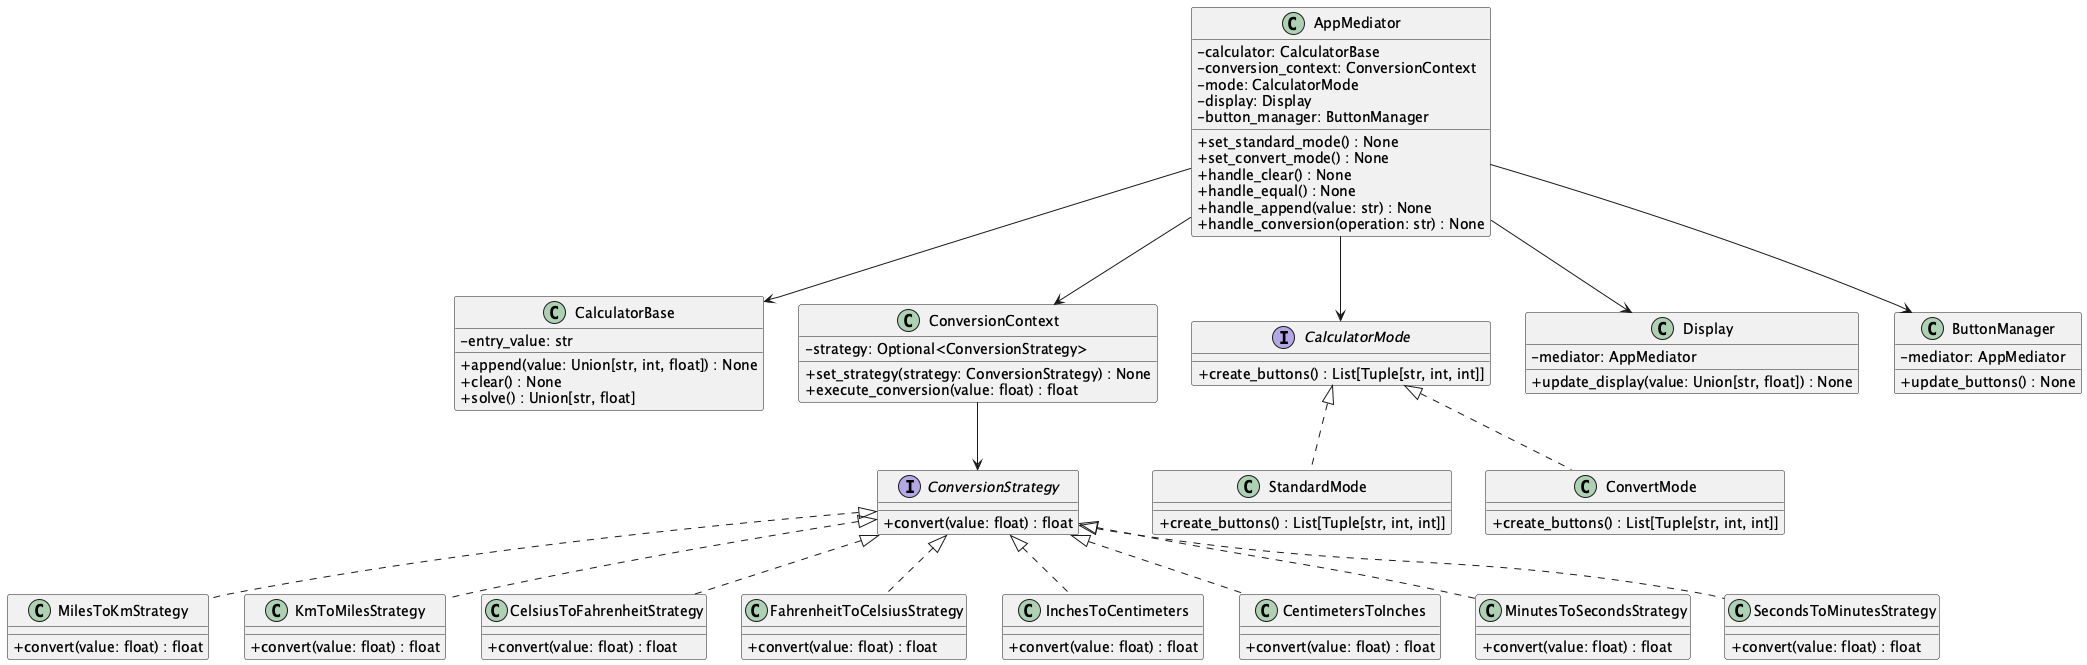 C AppMediator
-calculator: CalculatorBase
-conversion_context: ConversionContext
-mode: CalculatorMode
-display: Display
-button_manager: ButtonManager
+set_standard_mode() : None
+set_convert_mode() : None
+handle_clear() : None
+handle_equal() : None
+handle_append(value: str) : None
+handle_conversion(operation: str) : None
C CalculatorBase
-entry_value: str
+append(value: Union[str, int, float]) : None
+clear() : None
+solve() : Union[str, float]
C ConversionContext
-strategy: Optional<ConversionStrategy>
+set_strategy(strategy: ConversionStrategy) : None
+execute_conversion(value: float) : float
I CalculatorMode
+create_buttons() : List[Tuple[str, int, int]]
C Display
-mediator: AppMediator
+update_display(value: Union[str, float]) : None
C ButtonManager
-mediator: AppMediator
+update_buttons() : None
I ConversionStrategy
+convert(value: float) : float
C StandardMode
+create_buttons() : List[Tuple[str, int, int]]
C ConvertMode
+create_buttons() : List[Tuple[str, int, int]]
C MilesToKmStrategy
+convert(value: float) : float
C KmToMilesStrategy
+convert(value: float) : float
C CelsiusToFahrenheitStrategy
+convert(value: float) : float
C FahrenheitToCelsiusStrategy
+convert(value: float) : float
C InchesToCentimeters
+convert(value: float) : float
C CentimetersToInches
+convert(value: float) : float
C MinutesToSecondsStrategy
+convert(value: float) : float
C SecondsToMinutesStrategy
+convert(value: float) : float